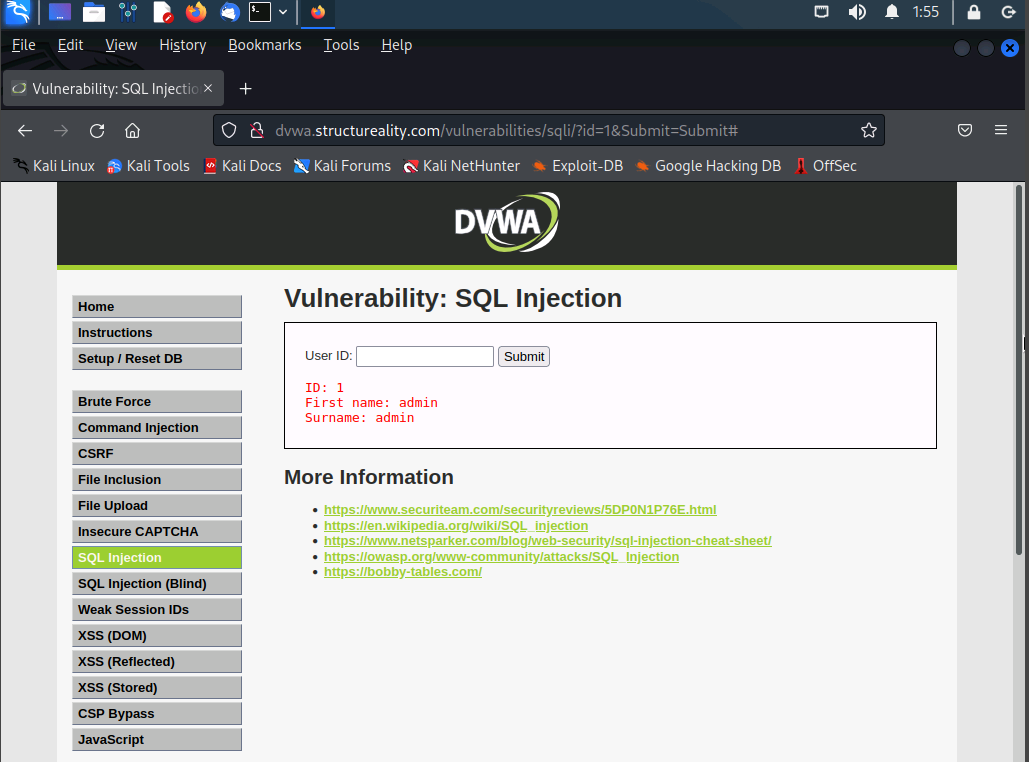 1:55
File Edit View History Bookmarks Tools Help
Vulnerability: SQL Injectio
dvwa.structureality.com/vulnerabilities/sqli/?id=1&Submit=Submit#
Kali Linux Kali Tools Kali Docs Kali Forums Kali NetHunter Exploit-DB Google Hacking DB OffSec
DVWA
Home
Instructions
Setup / Reset DB
Brute Force
Command Injection
CSRF
File Inclusion
File Upload
Insecure CAPTCHA
SQL Injection
SQL Injection (Blind)
Weak Session IDs
XSS (DOM)
XSS (Reflected)
XSS (Stored)
CSP Bypass
JavaScript
Vulnerability: SQL Injection
User ID: Submit
ID: 1
First name: admin
Surname: admin
More Information
https://www.securiteam.com/securityreviews/5DP0N1P76E.html
https://en.wikipedia.org/wiki/SQL_injection
https://www.netsparker.com/blog/web-security/sql-injection-cheat-sheet/
https://owasp.org/www-community/attacks/SQL_Injection
https://bobby-tables.com/